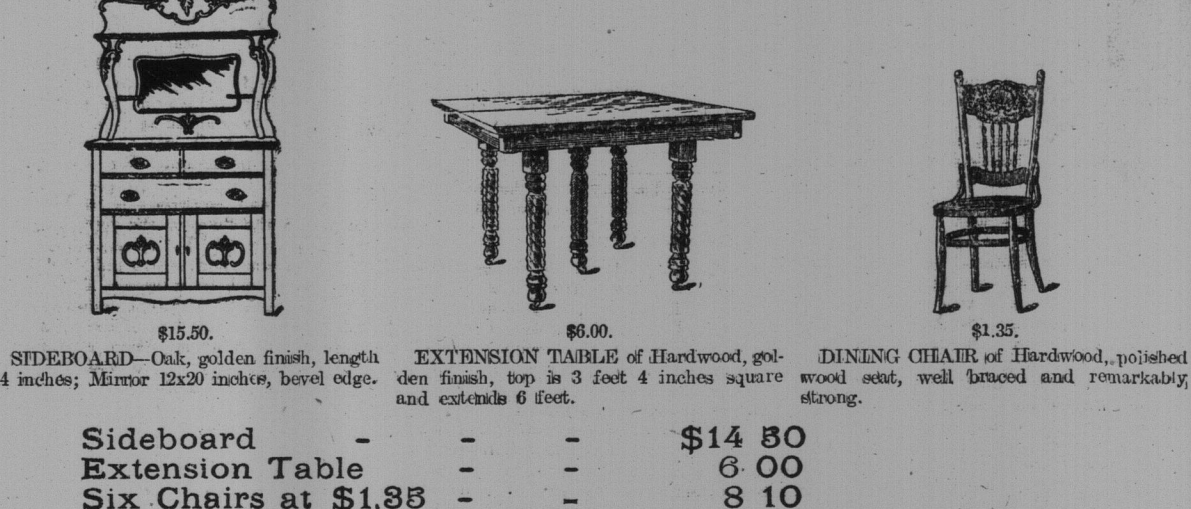 $15.50.
SIDEBOARD—Oak, golden finish, length
4 inches; Mirror 12x20 inches, bevel edge.
$6.00.
EXTENSION TABLE of Hardwood, gol-
den finish, top is 3 feet 4 inches square
and extends 6 feet.
$1.35.
DINING CHAIR of Hardwood, polished
wood seat, well braced and remarkably
strong.
Sideboard - - - $14 50
Extension Table - - 6 00
Six Chairs at $1.35 - - 8 10